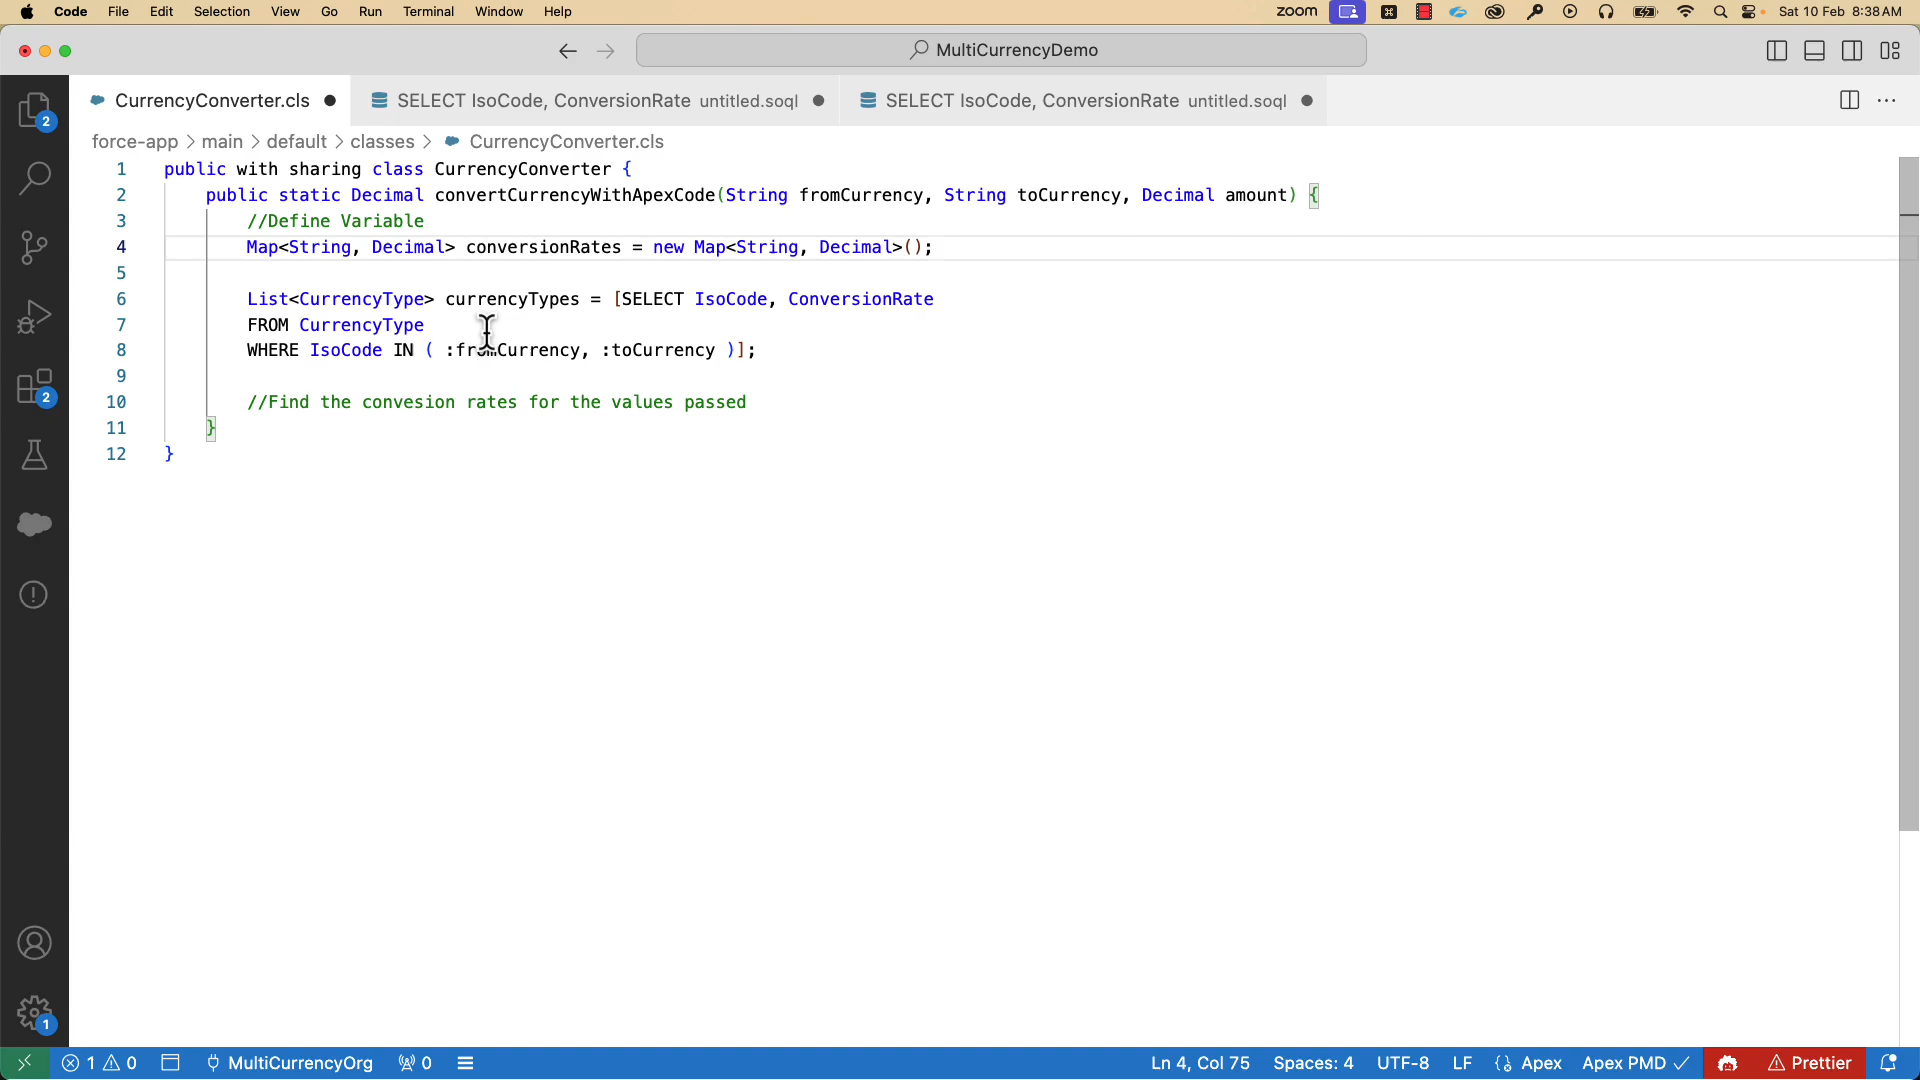 Code File Edit Selection View Go Run Terminal Window Help zoom Sat 10 Feb 8:38 AM
MultiCurrencyDemo
CurrencyConverter.cls SELECT IsoCode, ConversionRate untitled.soql SELECT IsoCode, ConversionRate untitled.soql
force-app > main > default > classes > CurrencyConverter.cls
1 public with sharing class CurrencyConverter {
2 public static Decimal convertCurrencyWithApexCode(String fromCurrency, String toCurrency, Decimal amount) {
3 //Define Variable
4 Map<String, Decimal> conversionRates = new Map<String, Decimal>();
5
6 List<CurrencyType> currencyTypes = [SELECT IsoCode, ConversionRate
7 FROM CurrencyType
8 WHERE IsoCode IN ( :fromCurrency, :toCurrency )];
9
10 //Find the convesion rates for the values passed
11 }
12 }
2
2
1
1 0 MultiCurrencyOrg 0 Ln 4, Col 75 Spaces: 4 UTF-8 LF Apex Apex PMD Prettier